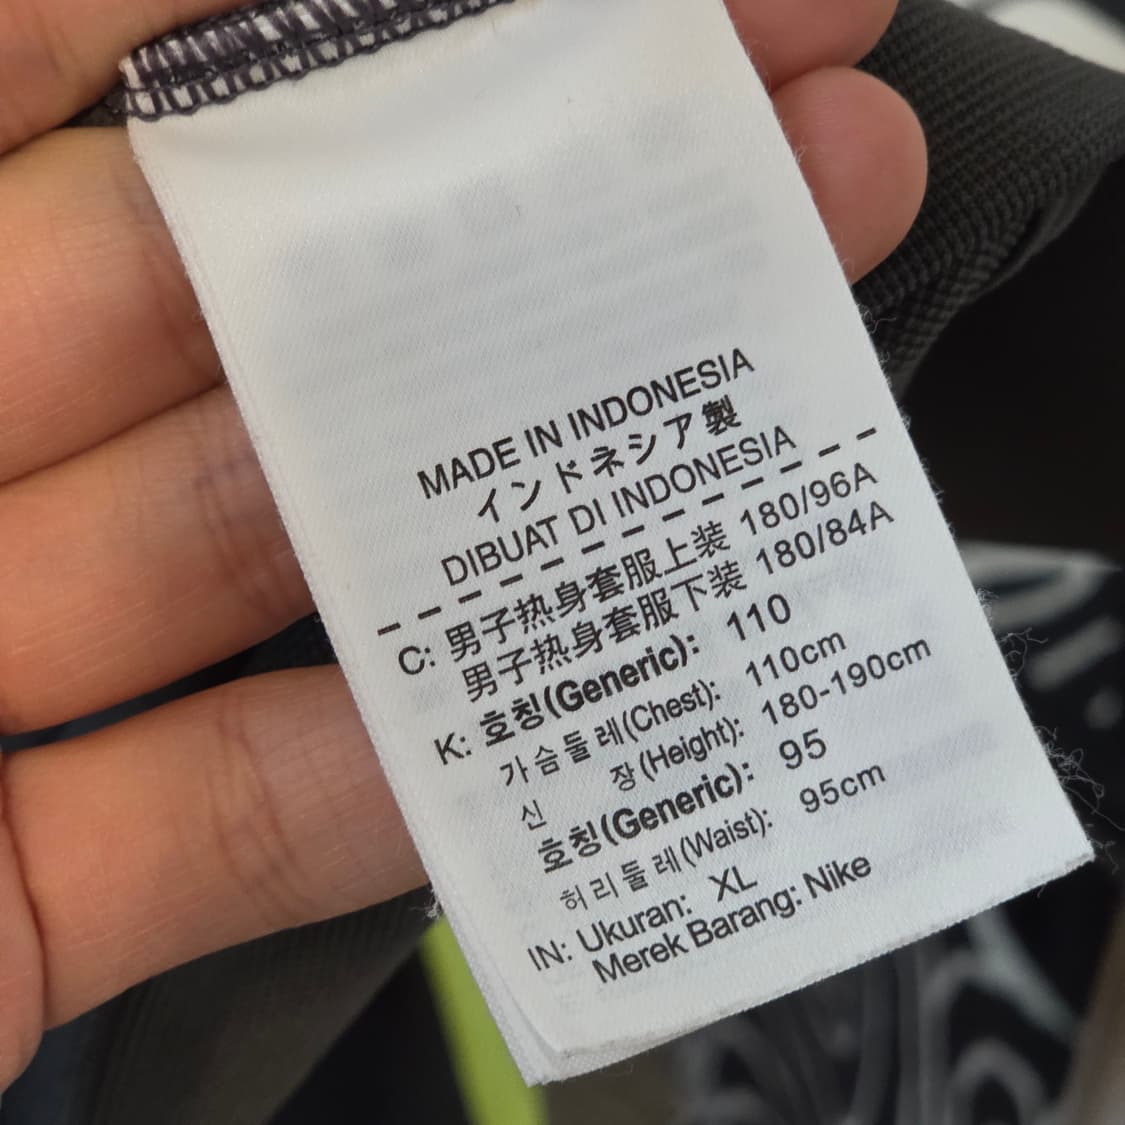 MADE IN INDONESIA
インドネシア製
DIBUAT DI INDONESIA
C: 男子热身套服上装 180/96A
男子热身套服下装 180/84A
K: 호칭(Generic): 110
가슴둘레(Chest): 110cm
신 장(Height): 180-190cm
호칭(Generic): 95
허리둘레(Waist): 95cm
IN: Ukuran: XL
Merek Barang: Nike